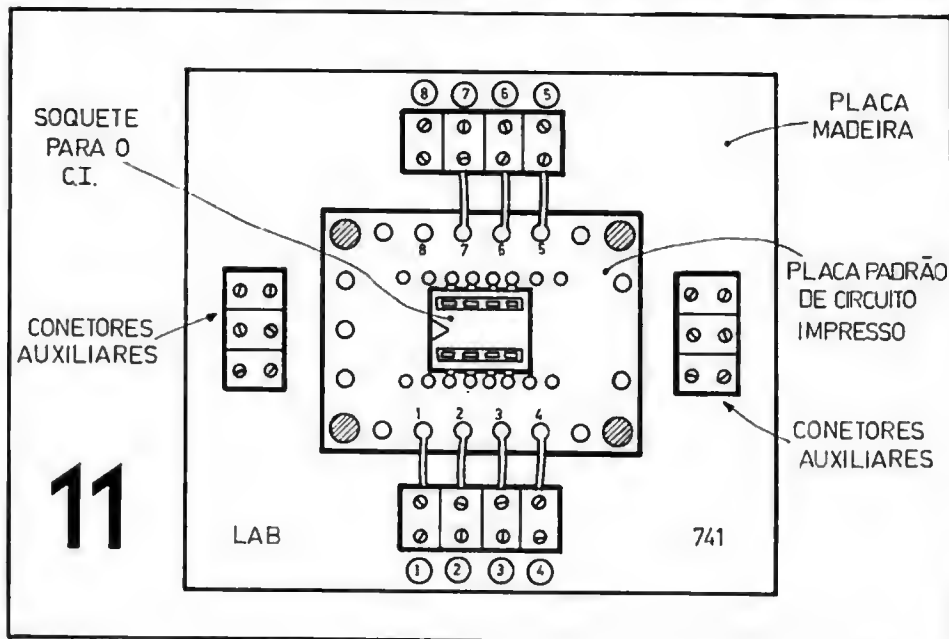 SOQUETE
PARA O
C.I.
8 7 6 5
PLACA
MADEIRA
8 7 6 5
PLACA PADRÃO
DE CIRCUITO
IMPRESSO
CONETORES
AUXILIARES
1 2 3 4
CONETORES
AUXILIARES
11
LAB
741
1 2 3 4